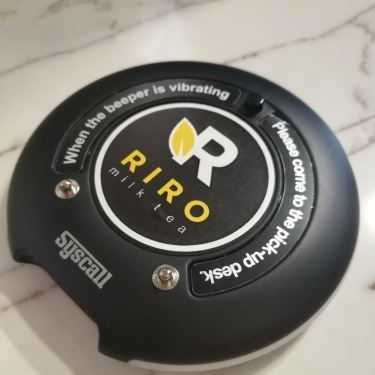 When the beeper is vibrating
Please come to the pick-up desk.
R
RIRO
milk tea
Syscall